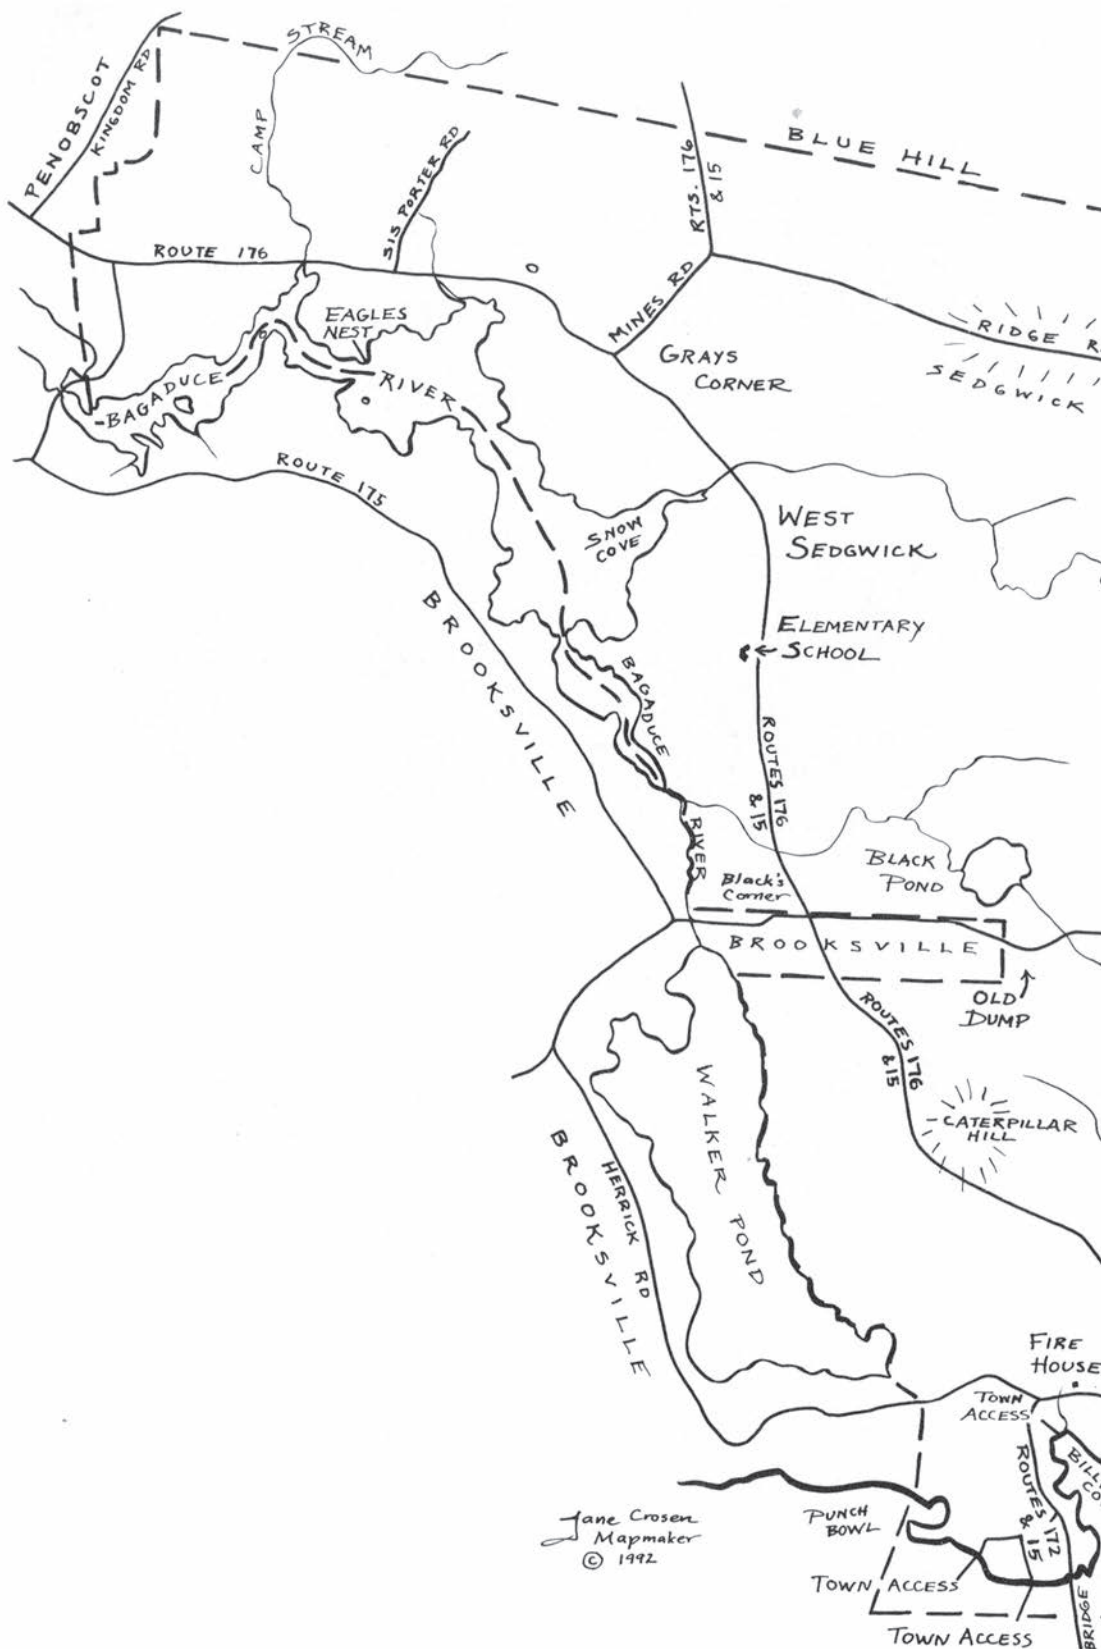 STREAM
PENOBSCOT
KINGDOM RD
CAMP
BLUE HILL
SIS PORTER RD
RTS. 176
& 15
ROUTE 176
EAGLES
NEST
MINES RD
RIDGE R
SEDGWICK
GRAYS
CORNER
BAGADUCE
RIVER
ROUTE 175
SNOW
COVE
WEST
SEDGWICK
BROOKSVILLE
ELEMENTARY
SCHOOL
BAGADUCE
RIVER
ROUTES 176
& 15
BLACK
POND
Black's
Corner
BROOKSVILLE
OLD
DUMP
ROUTES 176
& 15
WALKER POND
CATERPILLAR
HILL
BROOKSVILLE
HERRICK RD
FIRE
HOUSE
TOWN
ACCESS
BILL
CO
ROUTES 172
& 15
PUNCH
BOWL
Jane Crosen
Mapmaker
© 1992
TOWN ACCESS
TOWN ACCESS
BRIDGE